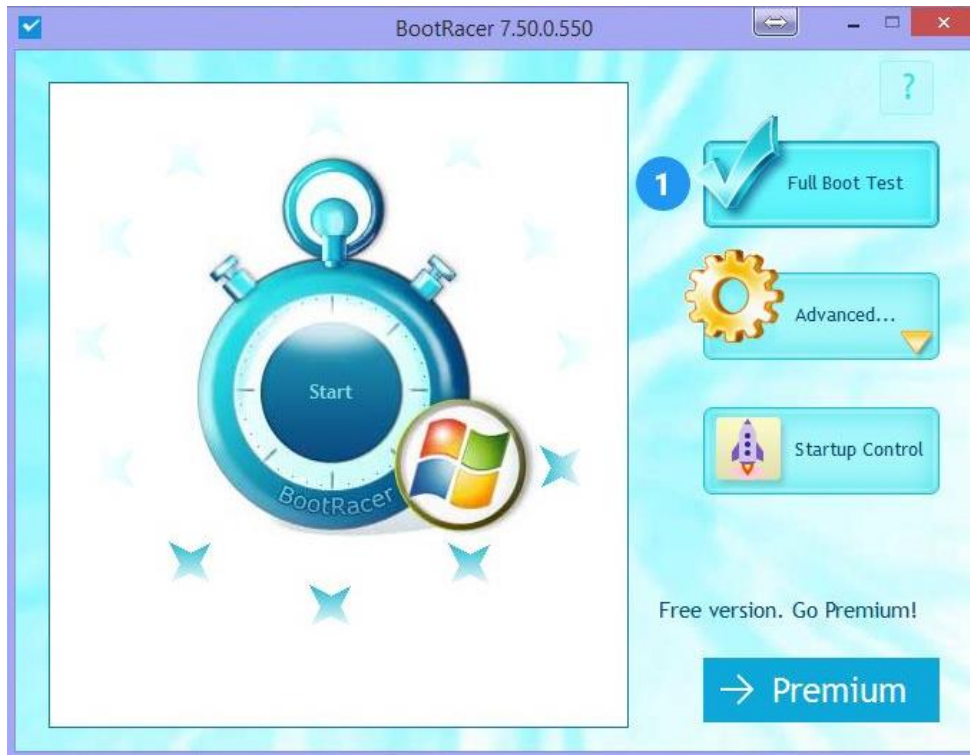 BootRacer 7.50.0.550
?
1
Full Boot Test
Advanced...
Start
Startup Control
BootRacer
Free version. Go Premium!
→ Premium